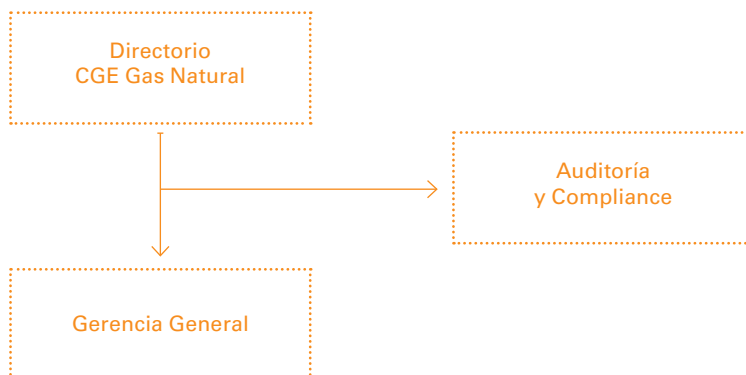 Directorio
CGE Gas Natural
Auditoría
y Compliance
Gerencia General